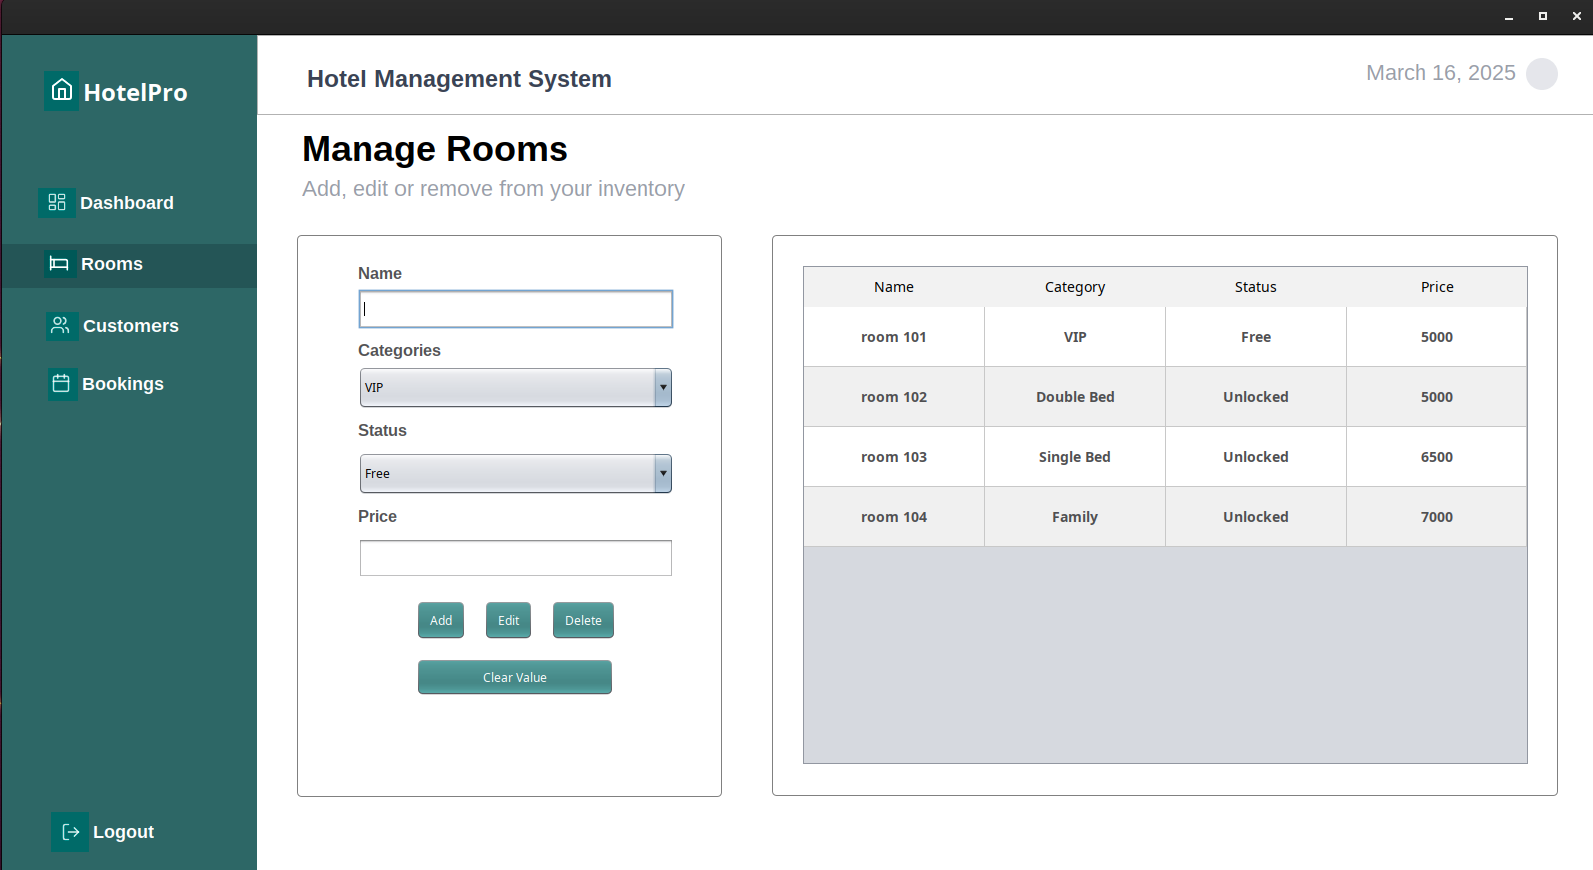 HotelPro
Dashboard
Rooms
Customers
Bookings
Logout
Hotel Management System
March 16, 2025
Manage Rooms
Add, edit or remove from your inventory
Name
Categories
VIP
Status
Free
Price
Add Edit Delete
Clear Value
Name Category Status Price
room 101 VIP Free 5000
room 102 Double Bed Unlocked 5000
room 103 Single Bed Unlocked 6500
room 104 Family Unlocked 7000